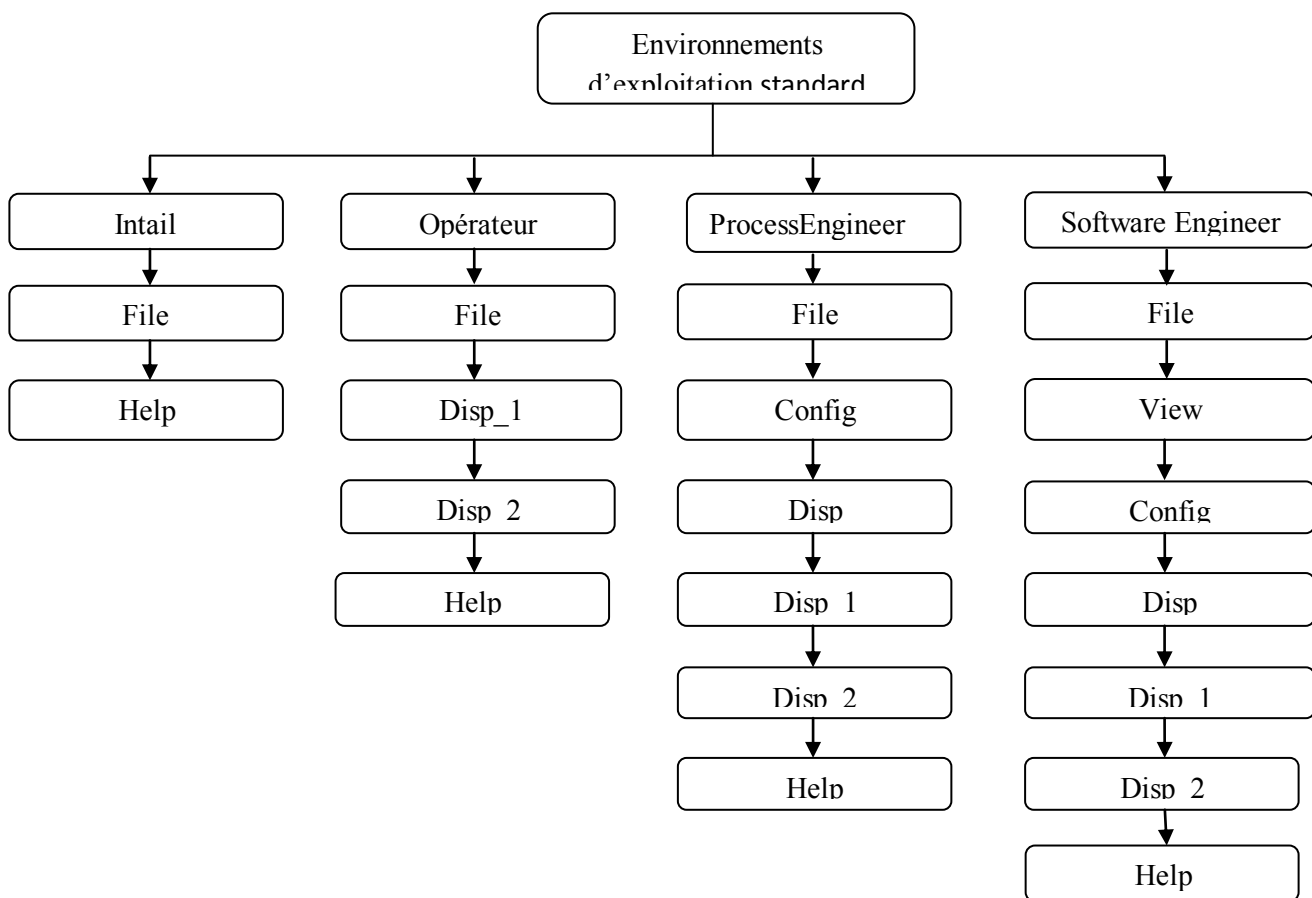 Environnements
d'exploitation standard
Intail
File
Help
Opérateur
File
Disp_1
Disp_2
Help
ProcessEngineer
File
Config
Disp
Disp_1
Disp_2
Help
Software Engineer
File
View
Config
Disp
Disp_1
Disp_2
Help